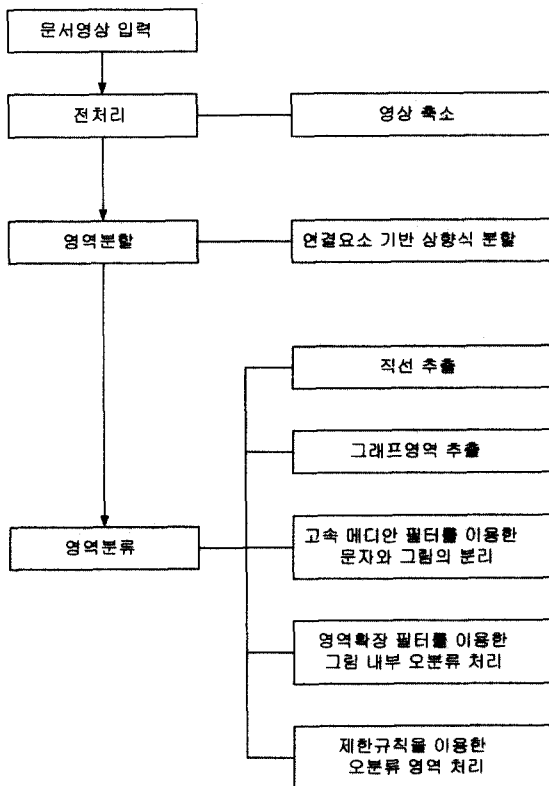 문서영상 입력
전처리
영상 축소
영역분할
연결요소 기반 상향식 분할
직선 추출
그래프영역 추출
영역분류
고속 메디안 필터를 이용한
문자와 그림의 분리
영역확장 필터를 이용한
그림 내부 오분류 처리
제한규칙을 이용한
오분류 영역 처리